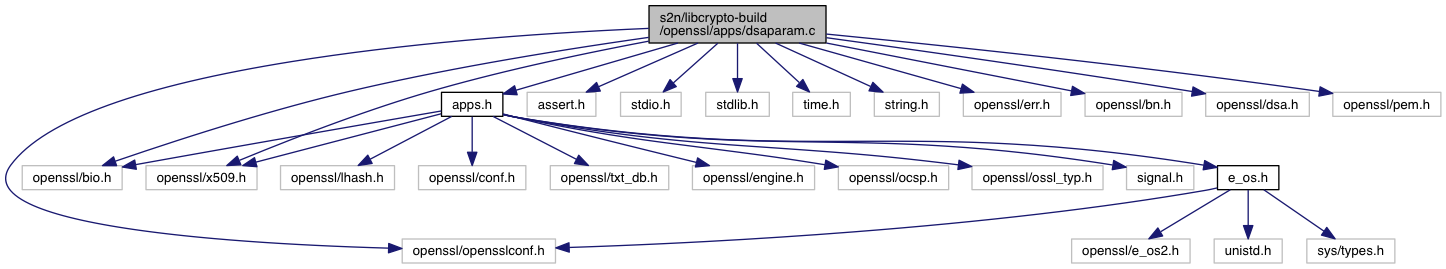 s2n/libcrypto-build
/openssl/apps/dsaparam.c
apps.h
assert.h
stdio.h
stdlib.h
time.h
string.h
openssl/err.h
openssl/bn.h
openssl/dsa.h
openssl/pem.h
openssl/bio.h
openssl/x509.h
openssl/lhash.h
openssl/conf.h
openssl/txt_db.h
openssl/engine.h
openssl/ocsp.h
openssl/ossl_typ.h
signal.h
e_os.h
openssl/opensslconf.h
openssl/e_os2.h
unistd.h
sys/types.h